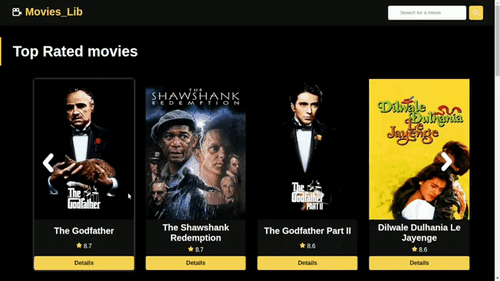 Movies_Lib
Search for a movie
Top Rated movies
The
Godfather
THE
SHAWSHANK
REDEMPTION
The
Godfather
PART II
Dilwale
Dulhania
Le
Jayenge
The Godfather
8.7
Details
The Shawshank
Redemption
8.7
Details
The Godfather Part II
8.6
Details
Dilwale Dulhania Le
Jayenge
8.6
Details